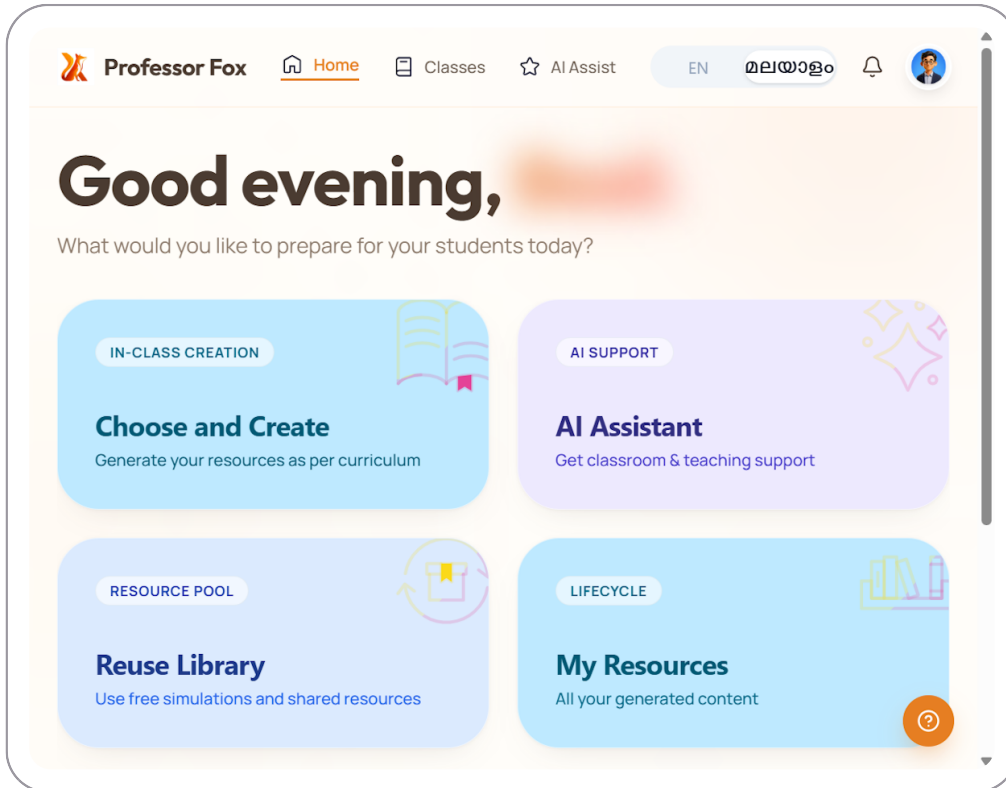 Professor Fox Home Classes AI Assist EN മലയാളം
Good evening,
What would you like to prepare for your students today?
IN-CLASS CREATION
Choose and Create
Generate your resources as per curriculum
AI SUPPORT
AI Assistant
Get classroom & teaching support
RESOURCE POOL
Reuse Library
Use free simulations and shared resources
LIFECYCLE
My Resources
All your generated content